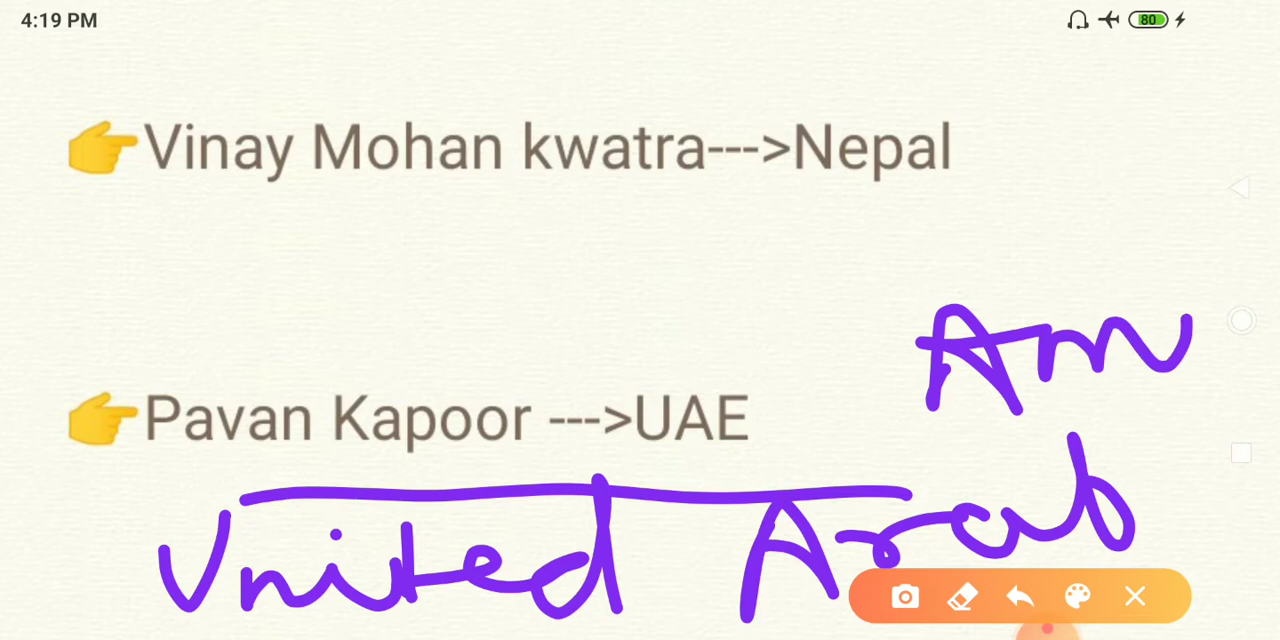 4:19 PM
80
👉Vinay Mohan kwatra--->Nepal
👉Pavan Kapoor --->UAE
Am
United Arab